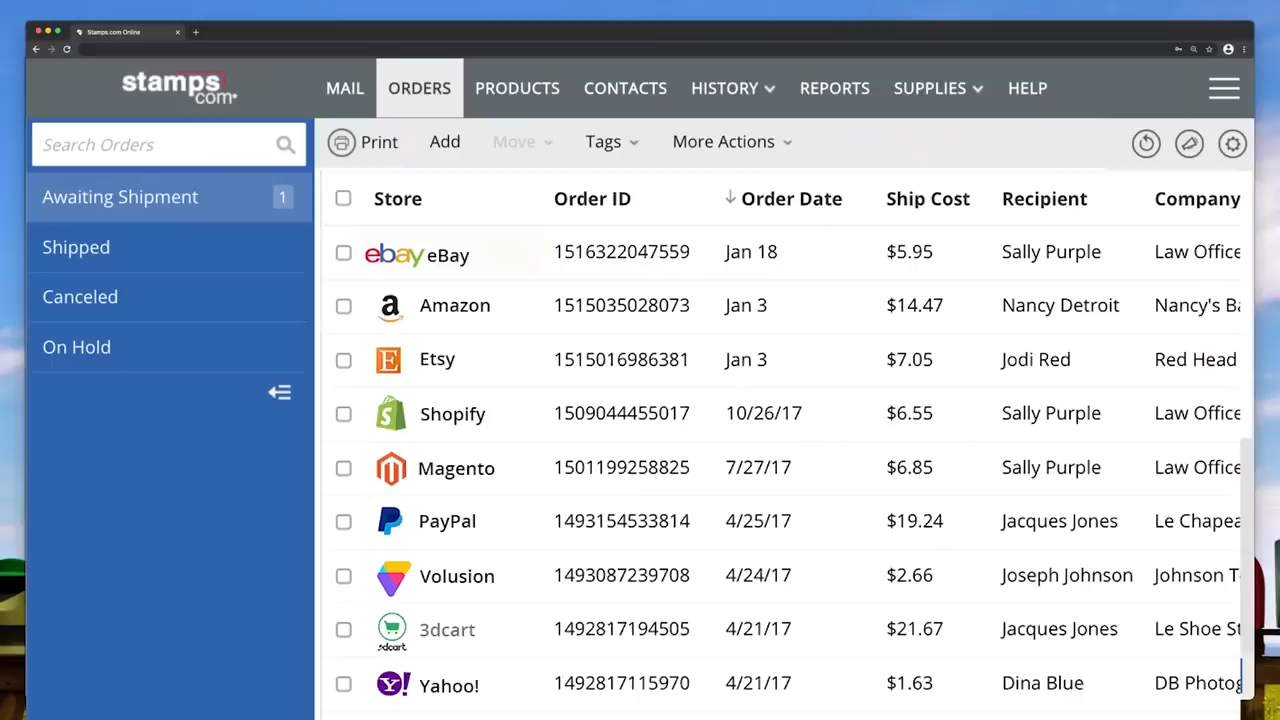 Stamps.com Online
stamps
.com
MAIL ORDERS PRODUCTS CONTACTS HISTORY REPORTS SUPPLIES HELP
Search Orders
Print Add Move Tags More Actions
Awaiting Shipment 1
Shipped
Canceled
On Hold
Store Order ID Order Date Ship Cost Recipient Company
ebay eBay 1516322047559 Jan 18 $5.95 Sally Purple Law Office
a Amazon 1515035028073 Jan 3 $14.47 Nancy Detroit Nancy's Ba
E Etsy 1515016986381 Jan 3 $7.05 Jodi Red Red Head
S Shopify 1509044455017 10/26/17 $6.55 Sally Purple Law Office
Magento 1501199258825 7/27/17 $6.85 Sally Purple Law Office
P PayPal 1493154533814 4/25/17 $19.24 Jacques Jones Le Chapea
Volusion 1493087239708 4/24/17 $2.66 Joseph Johnson Johnson T
3dcart 3dcart 1492817194505 4/21/17 $21.67 Jacques Jones Le Shoe St
Y! Yahoo! 1492817115970 4/21/17 $1.63 Dina Blue DB Photog